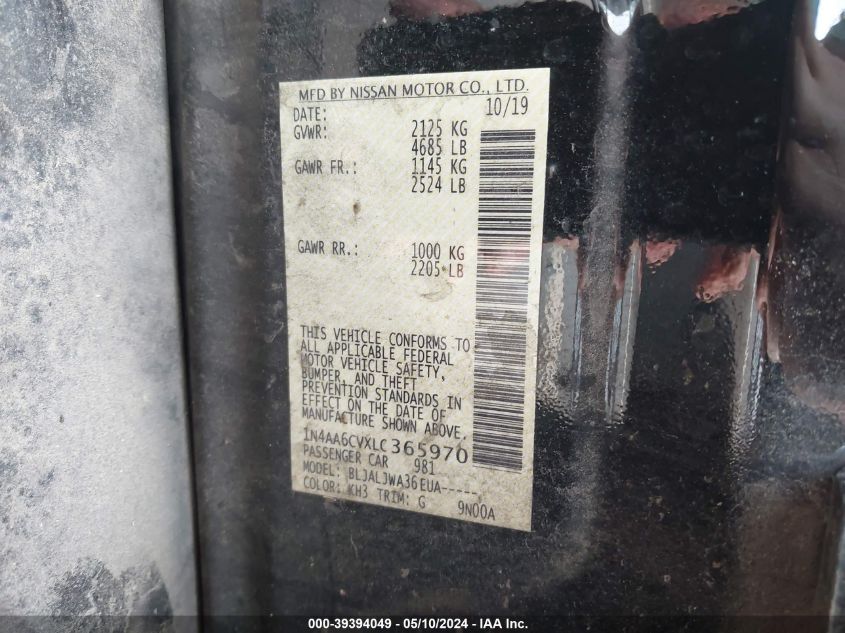 MFD BY NISSAN MOTOR CO., LTD.
DATE: 10/19
GVWR: 2125 KG
4685 LB
GAWR FR.: 1145 KG
2524 LB
GAWR RR.: 1000 KG
2205 LB
THIS VEHICLE CONFORMS TO
ALL APPLICABLE FEDERAL
MOTOR VEHICLE SAFETY,
BUMPER, AND THEFT
PREVENTION STANDARDS IN
EFFECT ON THE DATE OF
MANUFACTURE SHOWN ABOVE.
1N4AA6CVXLC365970
PASSENGER CAR 981
MODEL: BLJALJWA36EUA-----
COLOR: KH3 TRIM: G 9N00A
000-39394049 - 05/10/2024 - IAA Inc.